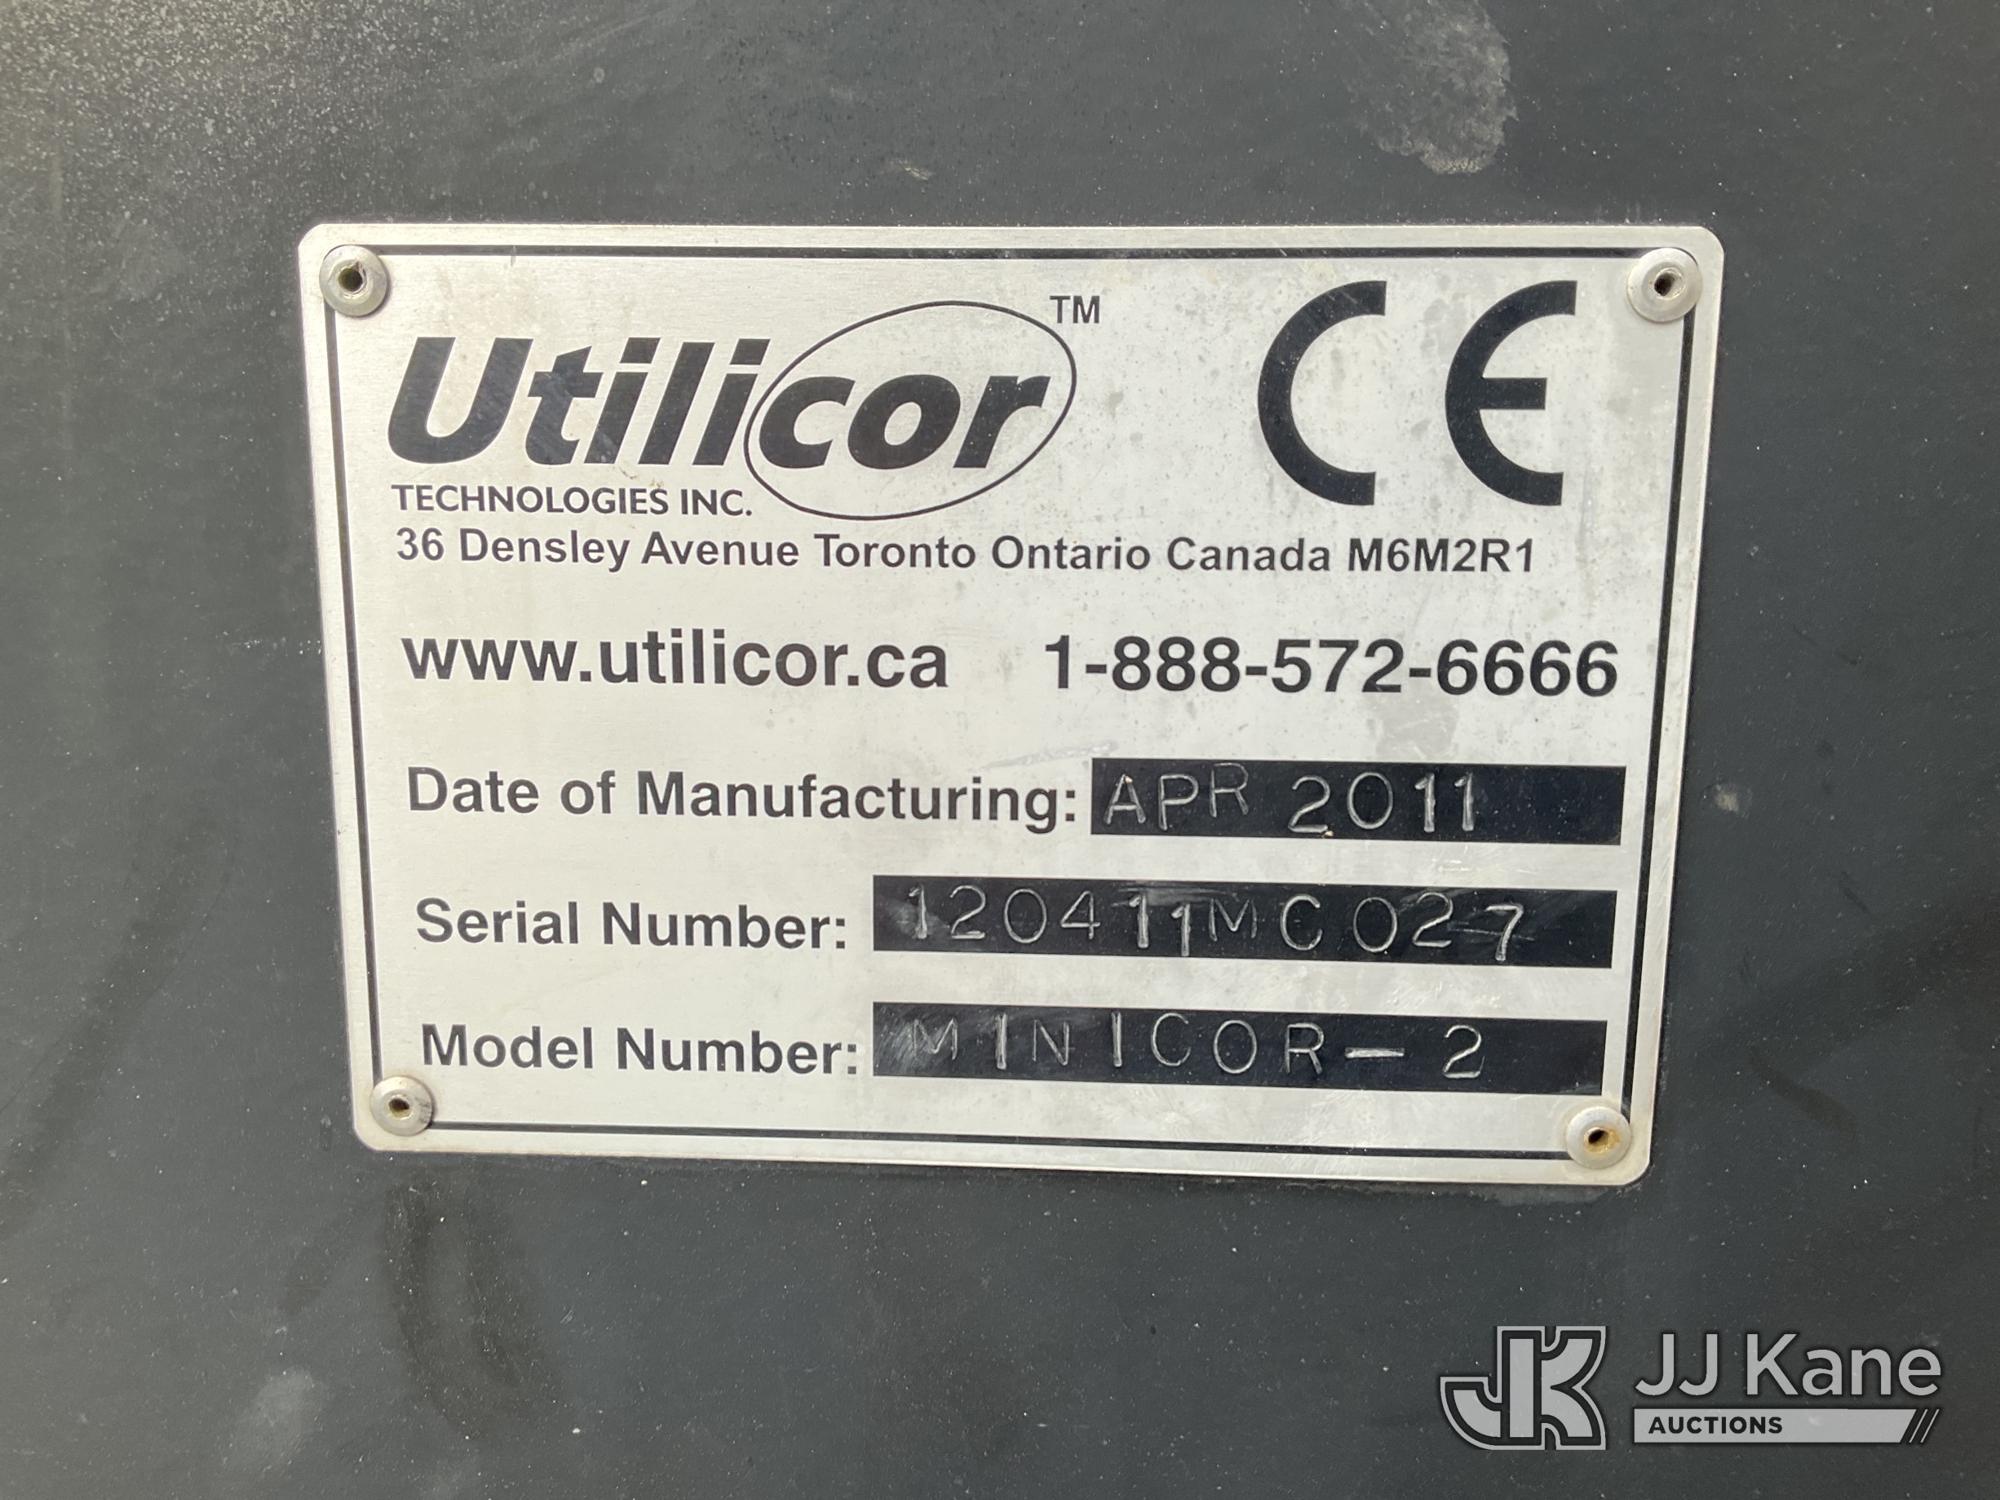 Utilicor™ CE
TECHNOLOGIES INC.
36 Densley Avenue Toronto Ontario Canada M6M2R1
www.utilicor.ca 1-888-572-6666
Date of Manufacturing: APR 2011
Serial Number: 120411MC027
Model Number: MINICOR-2
JK JJ Kane
AUCTIONS